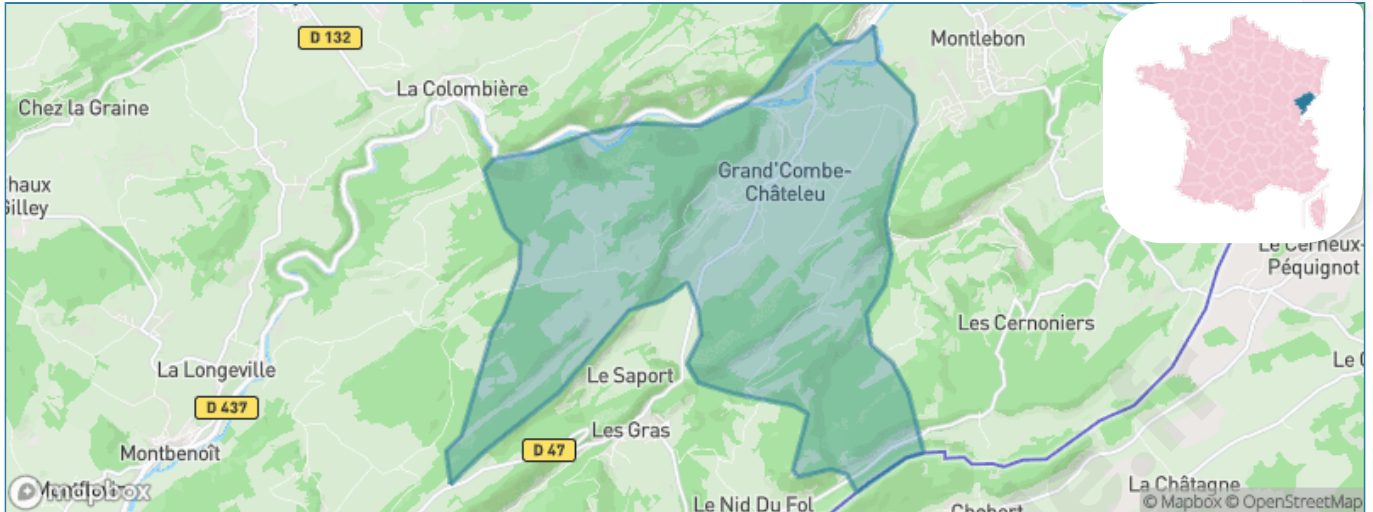 D 132
Montlebon
La Colombière
Chez la Graine
Grand'Combe-
Châteleu
haux
Gilley
Le Cerneux-
Péquignot
Les Cernoniers
La Longeville
Le Saport
D 437
Les Gras
D 47
Montbenoît
La Châtagne
mapbox
Le Nid Du Fol
© Mapbox © OpenStreetMap